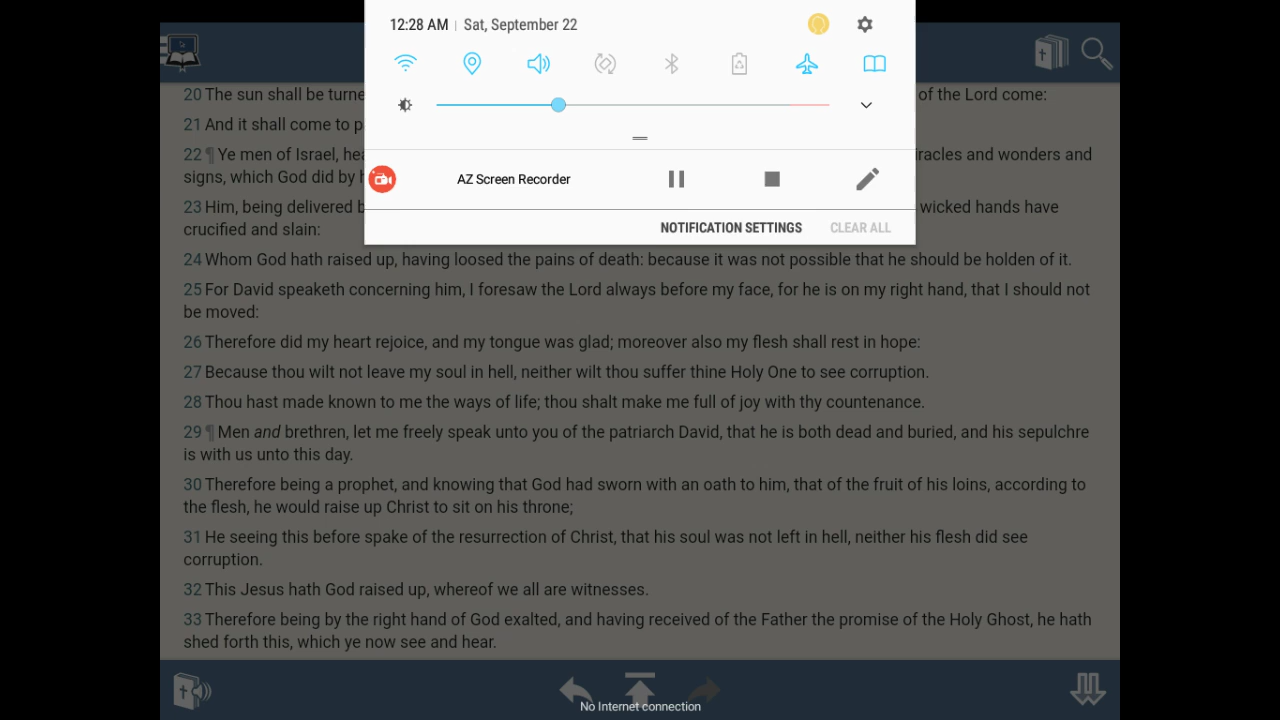 12:28 AM | Sat, September 22
20 The sun shall be turne of the Lord come:
21 And it shall come to p
AZ Screen Recorder
22 ¶ Ye men of Israel, hea racles and wonders and
signs, which God did by h
23 Him, being delivered b wicked hands have
NOTIFICATION SETTINGS CLEAR ALL
crucified and slain:
24 Whom God hath raised up, having loosed the pains of death: because it was not possible that he should be holden of it.
25 For David speaketh concerning him, I foresaw the Lord always before my face, for he is on my right hand, that I should not
be moved:
26 Therefore did my heart rejoice, and my tongue was glad; moreover also my flesh shall rest in hope:
27 Because thou wilt not leave my soul in hell, neither wilt thou suffer thine Holy One to see corruption.
28 Thou hast made known to me the ways of life; thou shalt make me full of joy with thy countenance.
29 ¶ Men and brethren, let me freely speak unto you of the patriarch David, that he is both dead and buried, and his sepulchre
is with us unto this day.
30 Therefore being a prophet, and knowing that God had sworn with an oath to him, that of the fruit of his loins, according to
the flesh, he would raise up Christ to sit on his throne;
31 He seeing this before spake of the resurrection of Christ, that his soul was not left in hell, neither his flesh did see
corruption.
32 This Jesus hath God raised up, whereof we all are witnesses.
33 Therefore being by the right hand of God exalted, and having received of the Father the promise of the Holy Ghost, he hath
shed forth this, which ye now see and hear.
No Internet connection